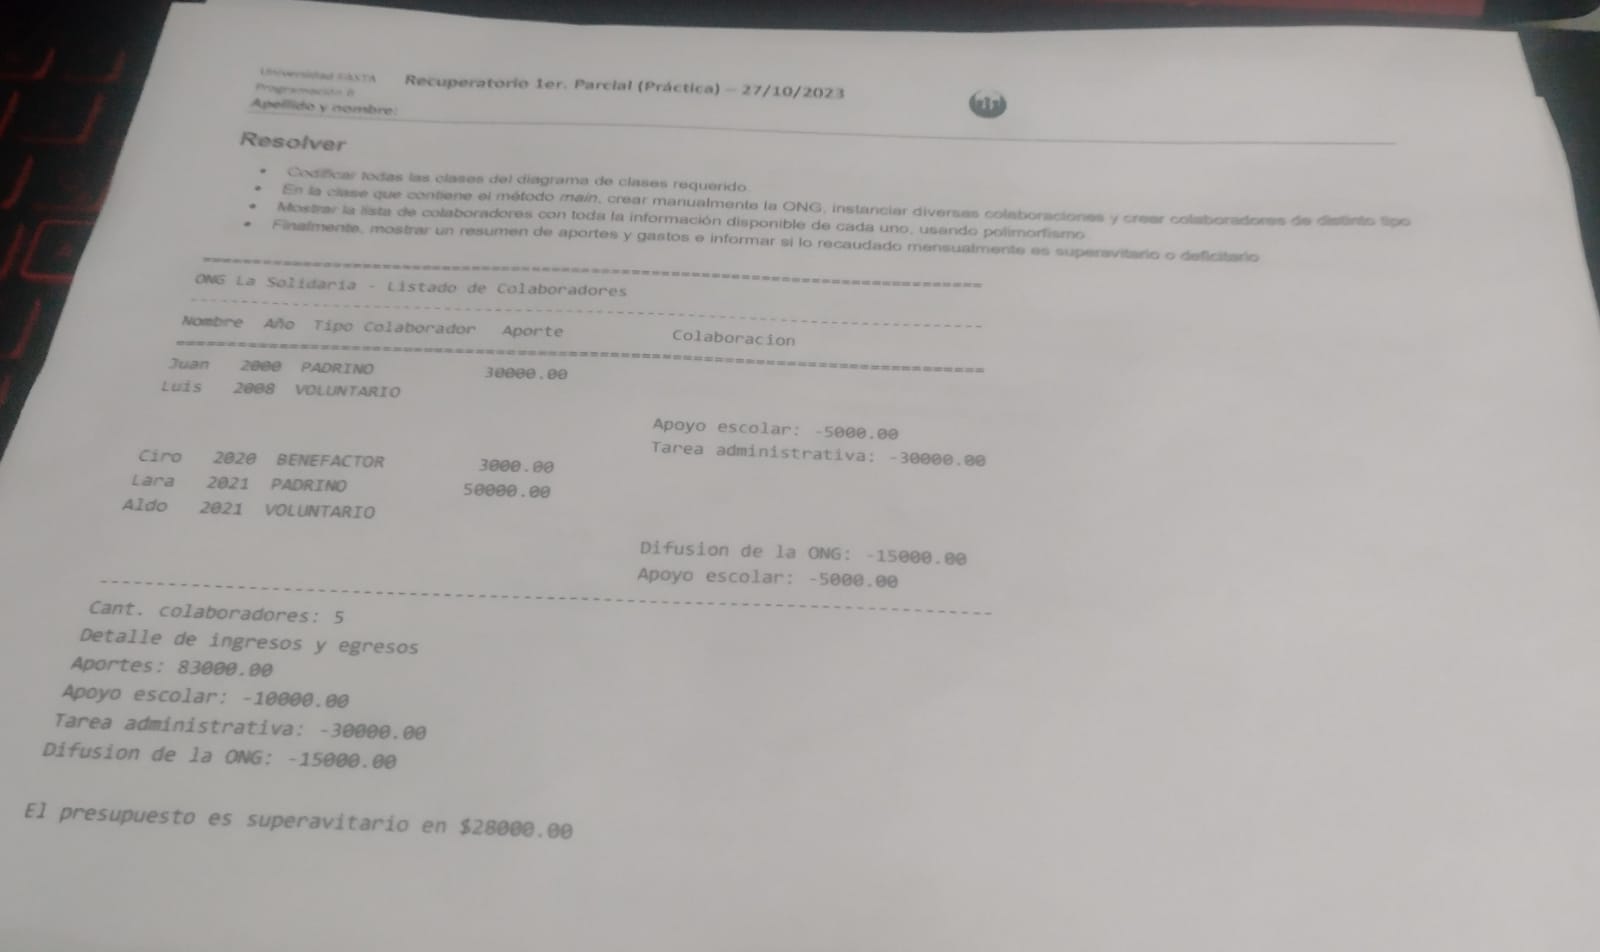 Universidad FASTA
Recuperatorio 1er. Parcial (Práctica) – 27/10/2023
Programación II
Apellido y nombre:
Resolver
• Codificar todas las clases del diagrama de clases requerido.
• En la clase que contiene el método main, crear manualmente la ONG, instanciar diversas colaboraciones y crear colaboradores de distinto tipo
• Mostrar la lista de colaboradores con toda la información disponible de cada uno, usando polimorfismo
• Finalmente, mostrar un resumen de aportes y gastos e informar si lo recaudado mensualmente es superavitario o deficitario
ONG La Solidaria - Listado de Colaboradores
Nombre Año Tipo Colaborador Aporte Colaboracion
Juan 2000 PADRINO 30000.00
Luis 2008 VOLUNTARIO
Apoyo escolar: -5000.00
Tarea administrativa: -30000.00
Ciro 2020 BENEFACTOR 3000.00
Lara 2021 PADRINO 50000.00
Aldo 2021 VOLUNTARIO
Difusion de la ONG: -15000.00
Apoyo escolar: -5000.00
Cant. colaboradores: 5
Detalle de ingresos y egresos
Aportes: 83000.00
Apoyo escolar: -10000.00
Tarea administrativa: -30000.00
Difusion de la ONG: -15000.00
El presupuesto es superavitario en $28000.00